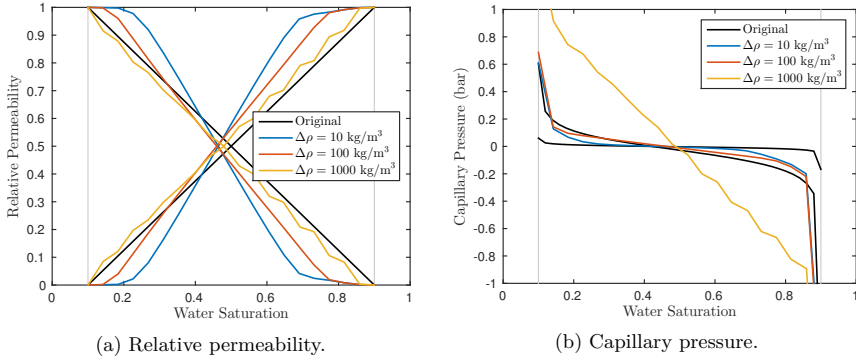 1
0.9
0.8
0.7
0.6
0.5
0.4
0.3
0.2
0.1
0
Relative Permeability
Original
Δρ = 10 kg/m³
Δρ = 100 kg/m³
Δρ = 1000 kg/m³
0 0.2 0.4 0.6 0.8 1
Water Saturation
(a) Relative permeability.
1
0.8
0.6
0.4
0.2
0
-0.2
-0.4
-0.6
-0.8
-1
Capillary Pressure (bar)
Original
Δρ = 10 kg/m³
Δρ = 100 kg/m³
Δρ = 1000 kg/m³
0 0.2 0.4 0.6 0.8 1
Water Saturation
(b) Capillary pressure.